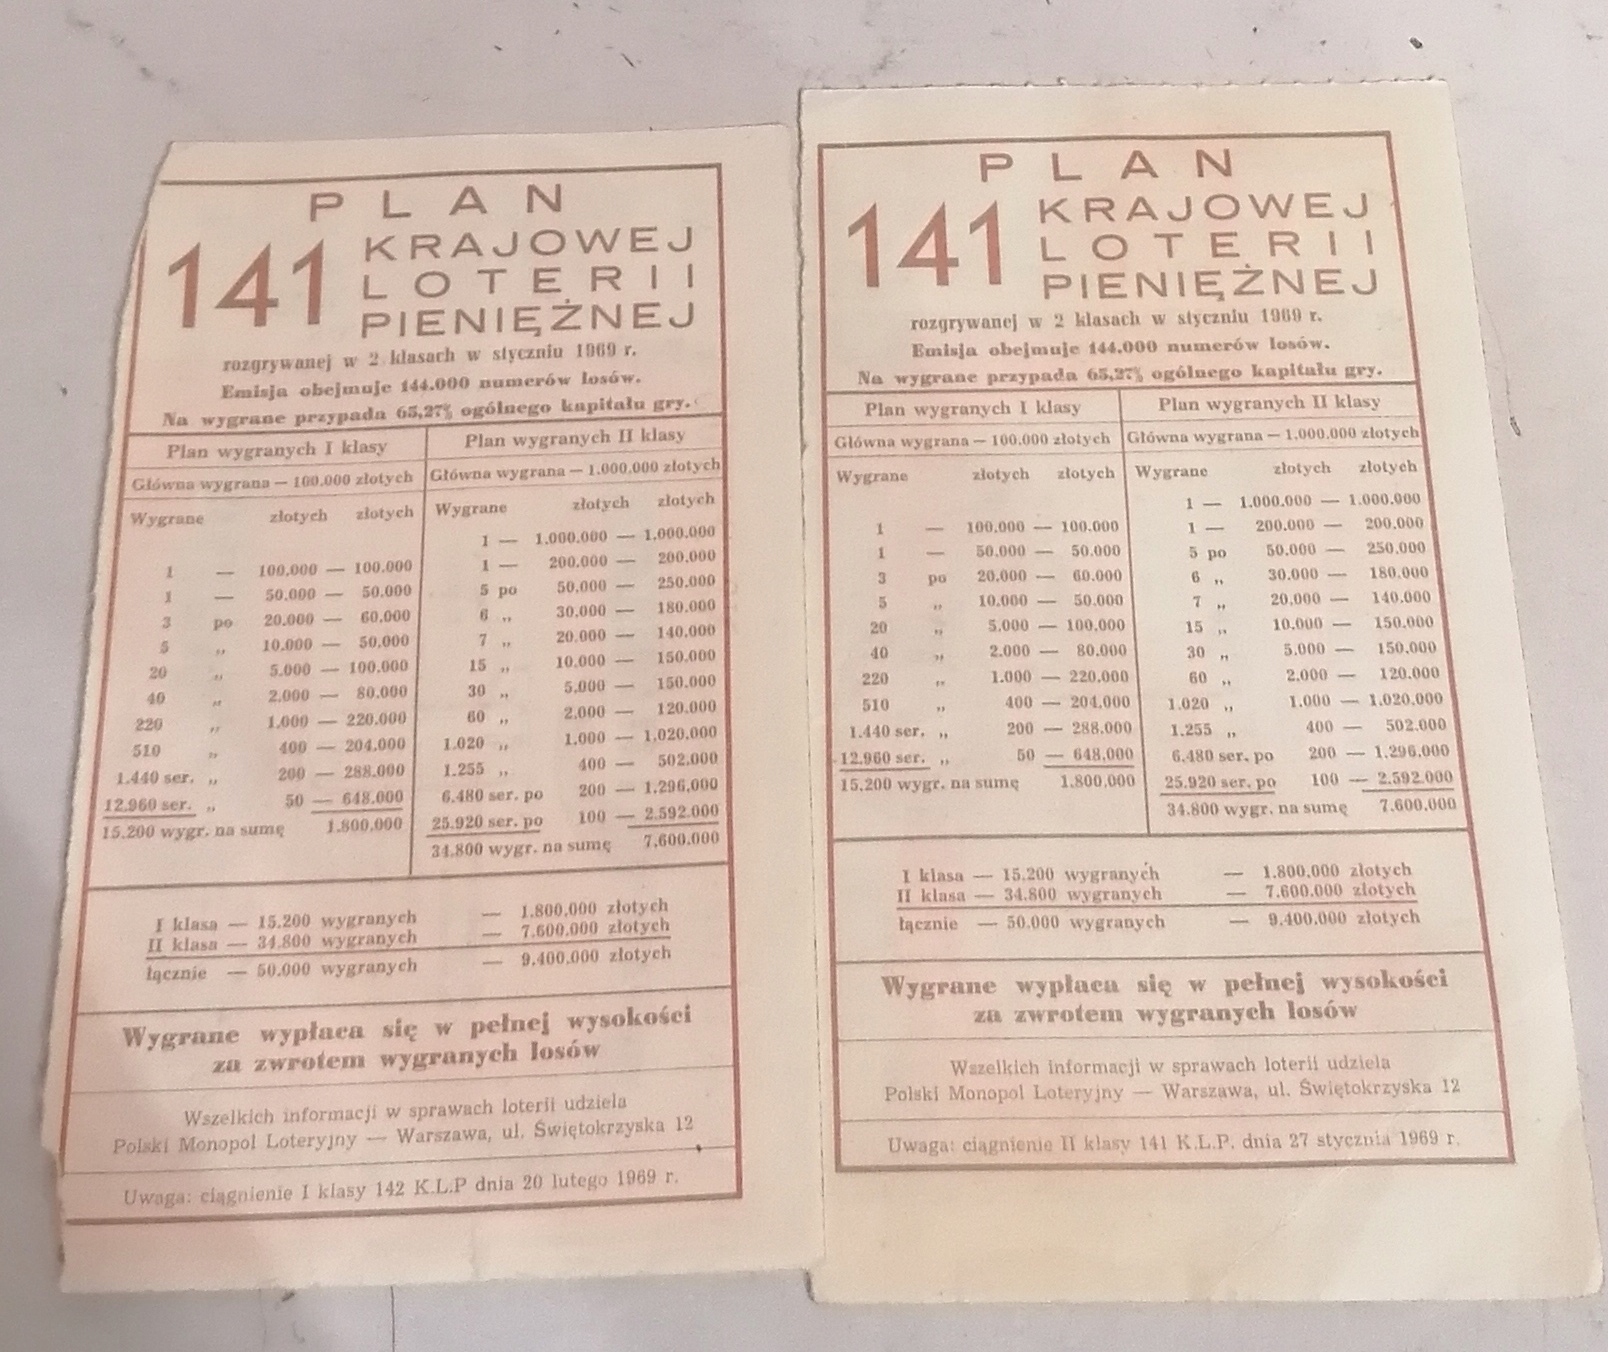 PLAN
141 KRAJOWEJ
LOTERII
PIENIĘŻNEJ
rozgrywanej w 2 klasach w styczniu 1969 r.
Emisja obejmuje 144.000 numerów losów.
Na wygrane przypada 65,27% ogólnego kapitału gry.
Plan wygranych I klasy
Główna wygrana — 100.000 złotych
Wygrane złotych złotych
1 — 100.000 — 100.000
1 — 50.000 — 50.000
3 po 20.000 — 60.000
5 „ 10.000 — 50.000
20 „ 5.000 — 100.000
40 „ 2.000 — 80.000
220 „ 1.000 — 220.000
510 „ 400 — 204.000
1.440 ser. „ 200 — 288.000
12.960 ser. „ 50 — 648.000
15.200 wygr. na sumę 1.800.000
Plan wygranych II klasy
Główna wygrana — 1.000.000 złotych
Wygrane złotych złotych
1 — 1.000.000 — 1.000.000
1 — 200.000 — 200.000
5 po 50.000 — 250.000
6 „ 30.000 — 180.000
7 „ 20.000 — 140.000
15 „ 10.000 — 150.000
30 „ 5.000 — 150.000
60 „ 2.000 — 120.000
1.020 „ 1.000 — 1.020.000
1.255 „ 400 — 502.000
6.480 ser. po 200 — 1.296.000
25.920 ser. po 100 — 2.592.000
34.800 wygr. na sumę 7.600.000
I klasa — 15.200 wygranych — 1.800.000 złotych
II klasa — 34.800 wygranych — 7.600.000 złotych
łącznie — 50.000 wygranych — 9.400.000 złotych
Wygrane wypłaca się w pełnej wysokości
za zwrotem wygranych losów
Wszelkich informacji w sprawach loterii udziela
Polski Monopol Loteryjny — Warszawa, ul. Świętokrzyska 12
Uwaga: ciągnienie I klasy 142 K.L.P dnia 20 lutego 1969 r.
PLAN
141 KRAJOWEJ
LOTERII
PIENIĘŻNEJ
rozgrywanej w 2 klasach w styczniu 1969 r.
Emisja obejmuje 144.000 numerów losów.
Na wygrane przypada 65,27% ogólnego kapitału gry.
Plan wygranych I klasy
Główna wygrana — 100.000 złotych
Wygrane złotych złotych
1 — 100.000 — 100.000
1 — 50.000 — 50.000
3 po 20.000 — 60.000
5 „ 10.000 — 50.000
20 „ 5.000 — 100.000
40 „ 2.000 — 80.000
220 „ 1.000 — 220.000
510 „ 400 — 204.000
1.440 ser. „ 200 — 288.000
12.960 ser. „ 50 — 648.000
15.200 wygr. na sumę 1.800.000
Plan wygranych II klasy
Główna wygrana — 1.000.000 złotych
Wygrane złotych złotych
1 — 1.000.000 — 1.000.000
1 — 200.000 — 200.000
5 po 50.000 — 250.000
6 „ 30.000 — 180.000
7 „ 20.000 — 140.000
15 „ 10.000 — 150.000
30 „ 5.000 — 150.000
60 „ 2.000 — 120.000
1.020 „ 1.000 — 1.020.000
1.255 „ 400 — 502.000
6.480 ser. po 200 — 1.296.000
25.920 ser. po 100 — 2.592.000
34.800 wygr. na sumę 7.600.000
I klasa — 15.200 wygranych — 1.800.000 złotych
II klasa — 34.800 wygranych — 7.600.000 złotych
łącznie — 50.000 wygranych — 9.400.000 złotych
Wygrane wypłaca się w pełnej wysokości
za zwrotem wygranych losów
Wszelkich informacji w sprawach loterii udziela
Polski Monopol Loteryjny — Warszawa, ul. Świętokrzyska 12
Uwaga: ciągnienie II klasy 141 K.L.P. dnia 27 stycznia 1969 r.